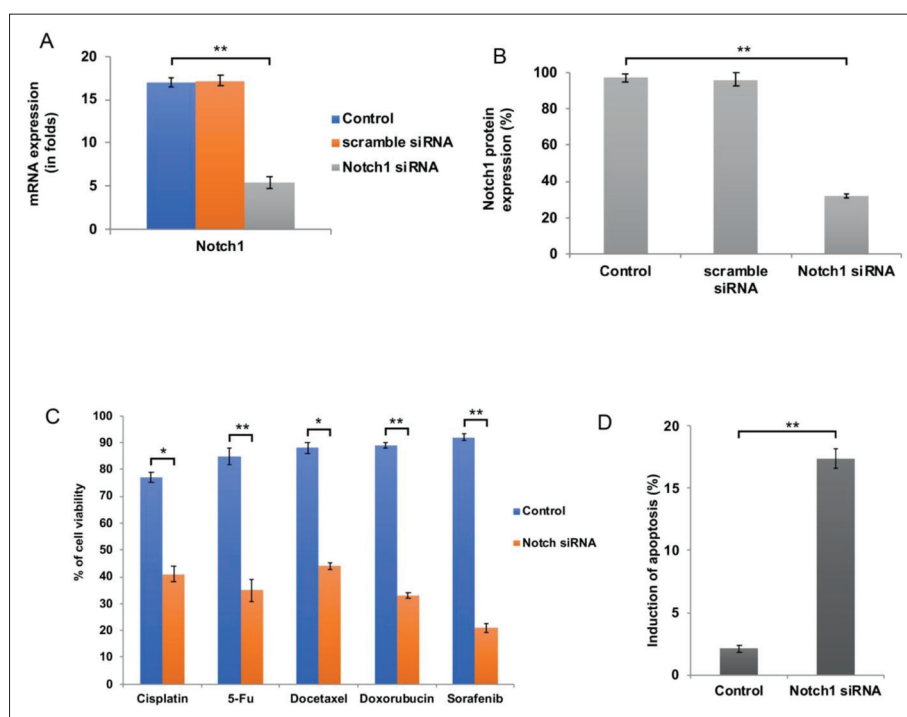 A
**
20
15
10
5
0
mRNA expression
(in folds)
Notch1
Control
scramble siRNA
Notch1 siRNA
B
**
100
80
60
40
20
0
Notch1 protein
expression (%)
Control
scramble
siRNA
Notch1 siRNA
C
100
90
80
70
60
50
40
30
20
10
0
% of cell viability
*
**
*
**
**
Cisplatin
5-Fu
Docetaxel
Doxorubucin
Sorafenib
Control
Notch siRNA
D
**
20
15
10
5
0
Induction of apoptosis (%)
Control
Notch1 siRNA